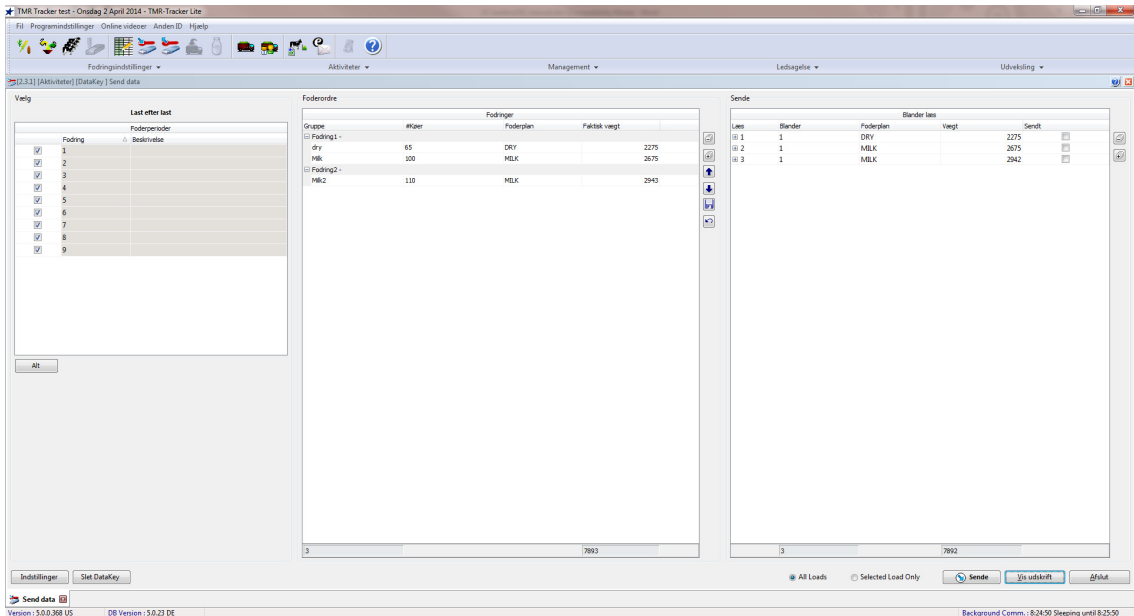 TMR Tracker test - Onsdag 2 April 2014 - TMR-Tracker Lite
Fil Programindstillinger Online videoer Anden ID Hjælp
Fodringsindstillinger Aktiviteter Management Ledsagelse Udveksling
[2.3.1] [Aktiviteter] [DataKey ] Send data
Vælg Foderordre Sende
Last efter last
Foderperioder Fodringer Blander læs
Fodring Beskrivelse Gruppe #Køer Foderplan Faktisk vægt Læs Blander Foderplan Vægt Sendt
1
2
3
4
5
6
7
8
9
Fodring1 -
dry 65 DRY 2275
Milk 100 MILK 2675
Fodring2 -
Milk2 110 MILK 2943
1 1 DRY 2275
2 1 MILK 2675
3 1 MILK 2942
Alt
3 7893 3 7892
Indstillinger Slet DataKey All Loads Selected Load Only Sende Vis udskrift Afslut
Send data
Version : 5.0.0.368 US DB Version : 5.0.23 DE Background Comm. : 8:24:50 Sleeping until 8:25:50